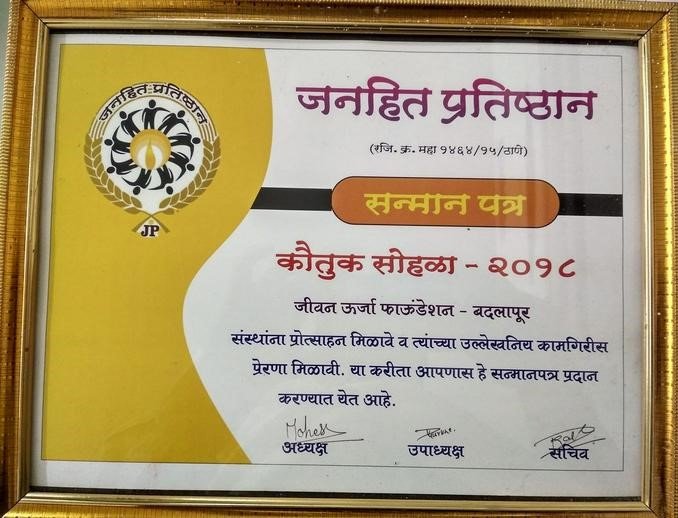 जनहित प्रतिष्ठान
JP
जनहित प्रतिष्ठान
(रजि. क्र. महा १४६४/१५/ठाणे)
सन्मान पत्र
कौतुक सोहळा - २०१८
जीवन ऊर्जा फाऊंडेशन - बदलापूर
संस्थांना प्रोत्साहन मिळावे व त्यांच्या उल्लेखनिय कामगिरीस
प्रेरणा मिळावी. या करीता आपणास हे सन्मानपत्र प्रदान
करण्यात येत आहे.
अध्यक्ष उपाध्यक्ष सचिव